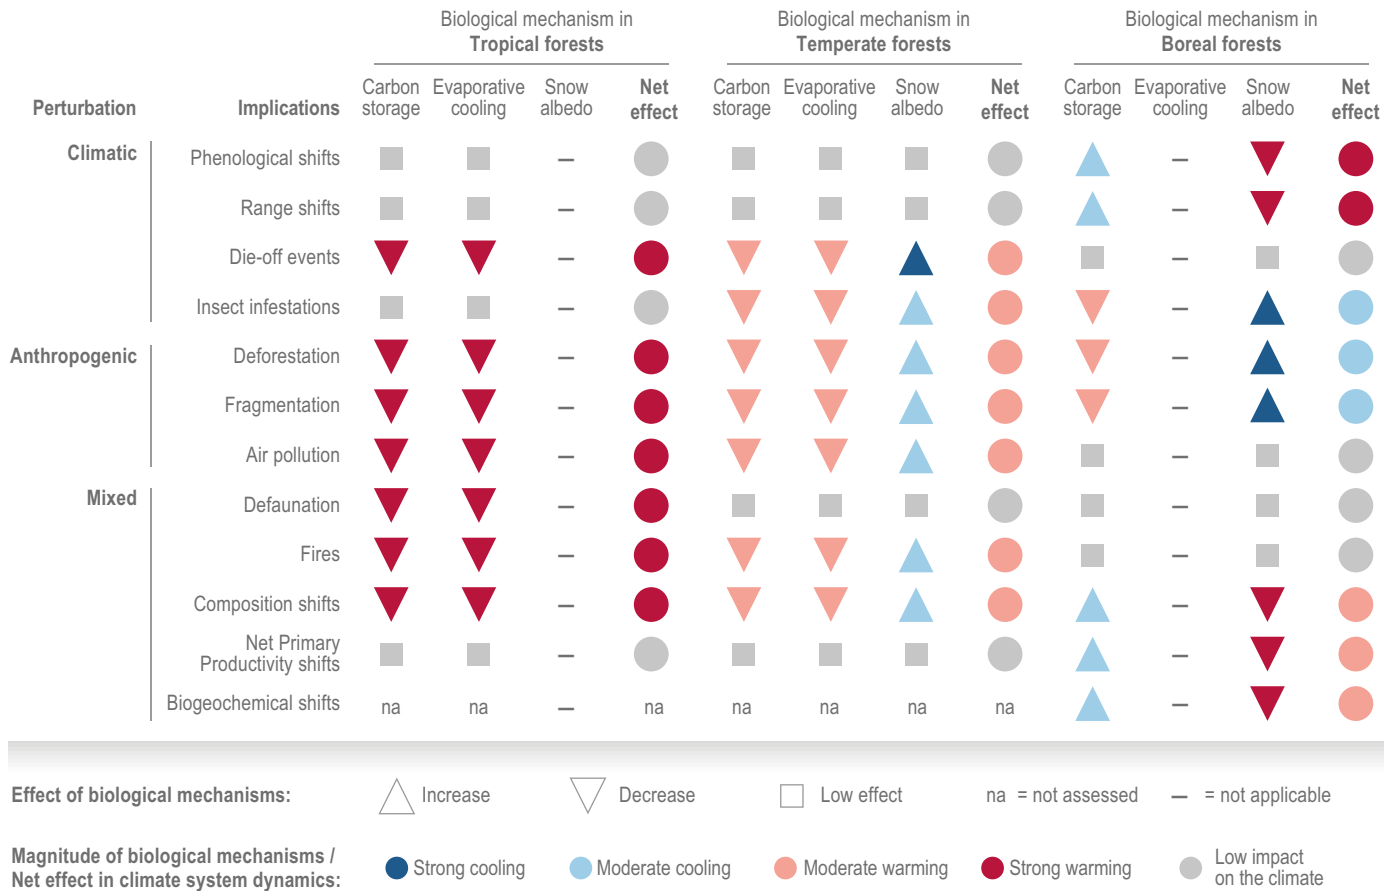 Biological mechanism in Biological mechanism in Biological mechanism in
Tropical forests Temperate forests Boreal forests
Carbon Evaporative Snow Net Carbon Evaporative Snow Net Carbon Evaporative Snow Net
Perturbation Implications storage cooling albedo effect storage cooling albedo effect storage cooling albedo effect
Climatic Phenological shifts –  –
Range shifts – –
Die-off events – –
Insect infestations – –
Anthropogenic Deforestation – –
Fragmentation – –
Air pollution – –
Mixed Defaunation – –
Fires – –
Composition shifts – –
Net Primary
Productivity shifts – –
Biogeochemical shifts na na – na na na na na –
Effect of biological mechanisms: Increase Decrease Low effect na = not assessed – = not applicable
Magnitude of biological mechanisms /
Net effect in climate system dynamics: Strong cooling Moderate cooling Moderate warming Strong warming Low impact
on the climate